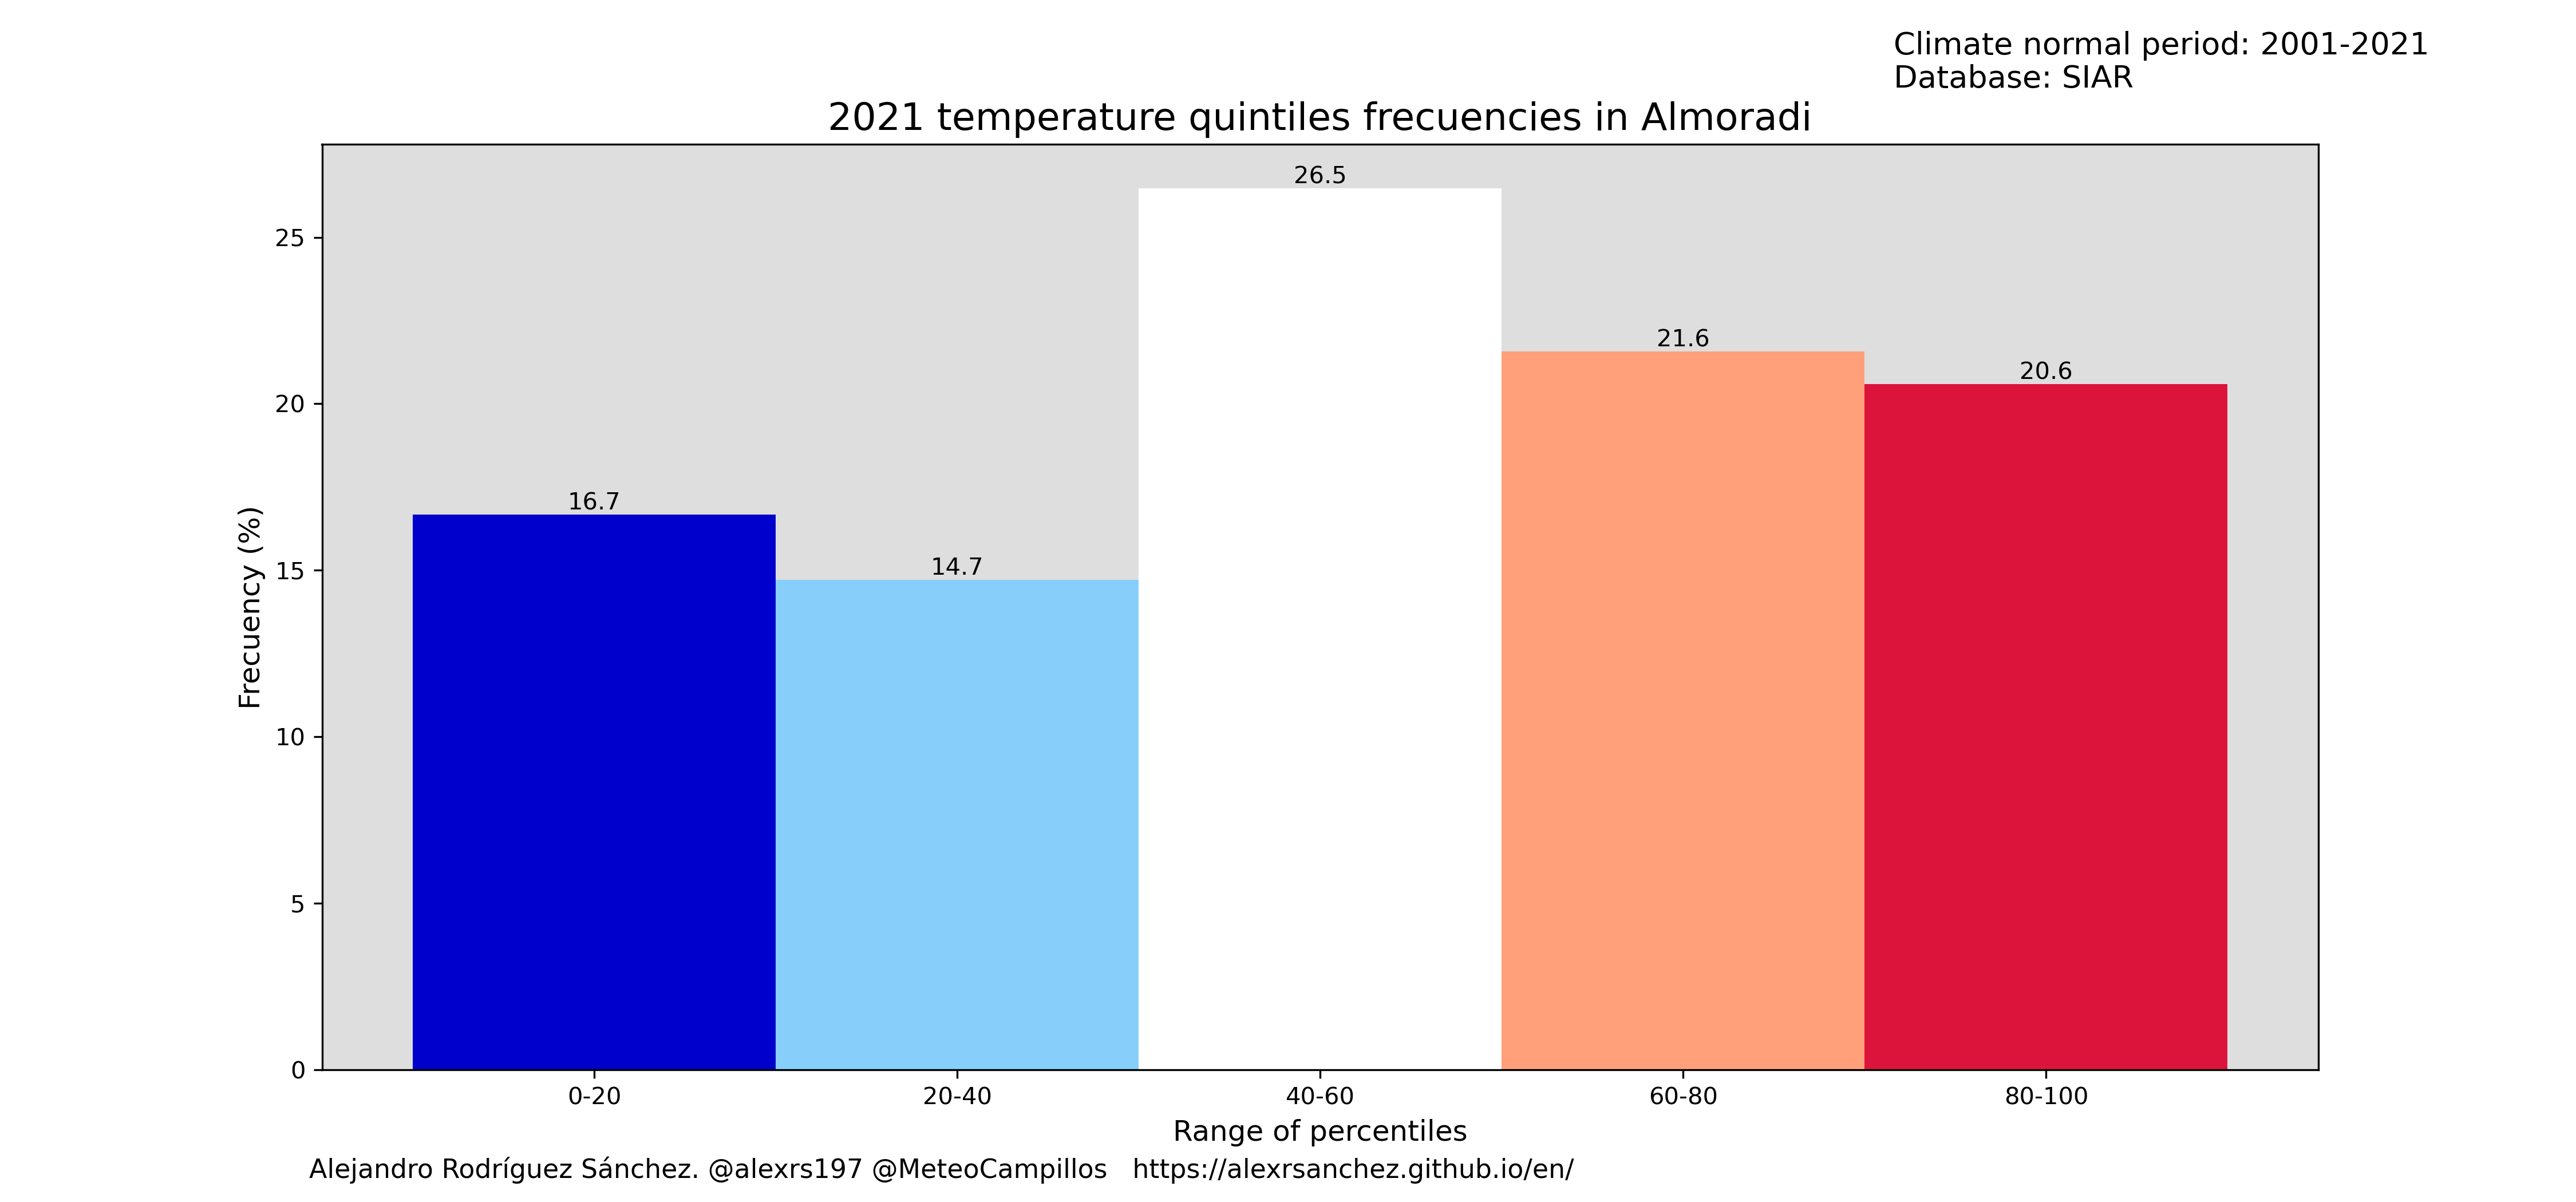 Climate normal period: 2001-2021
Database: SIAR
2021 temperature quintiles frecuencies in Almoradi
26.5
25
21.6
20.6
20
16.7
14.7
15
10
5
0
Frecuency (%)
0-20 20-40 40-60 60-80 80-100
Range of percentiles
Alejandro Rodríguez Sánchez. @alexrs197 @MeteoCampillos https://alexrsanchez.github.io/en/